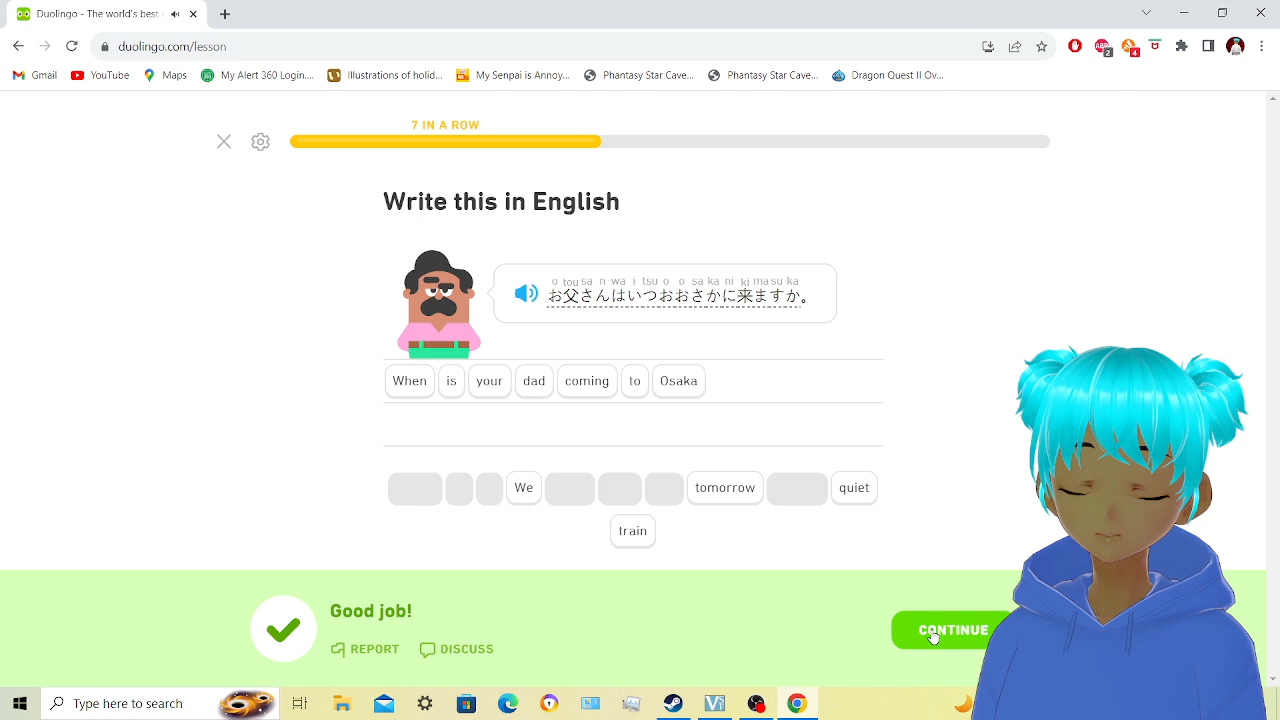 Duolingo - The world's best
duolingo.com/lesson
2
4
Gmail
YouTube
Maps
My Alert 360 Login....
Illustrations of holid...
My Senpai is Annoy...
Phantasy Star Cave...
Phantasy Star Cave...
Dragon Quest II Ov...
7 IN A ROW
Write this in English
o tou sa n wa i tsu o o sa ka ni ki ma su ka
お父さんはいつおおさかに来ますか。
When is your dad coming to Osaka
We tomorrow quiet
train
Good job!
REPORT DISCUSS
CONTINUE
Type here to search